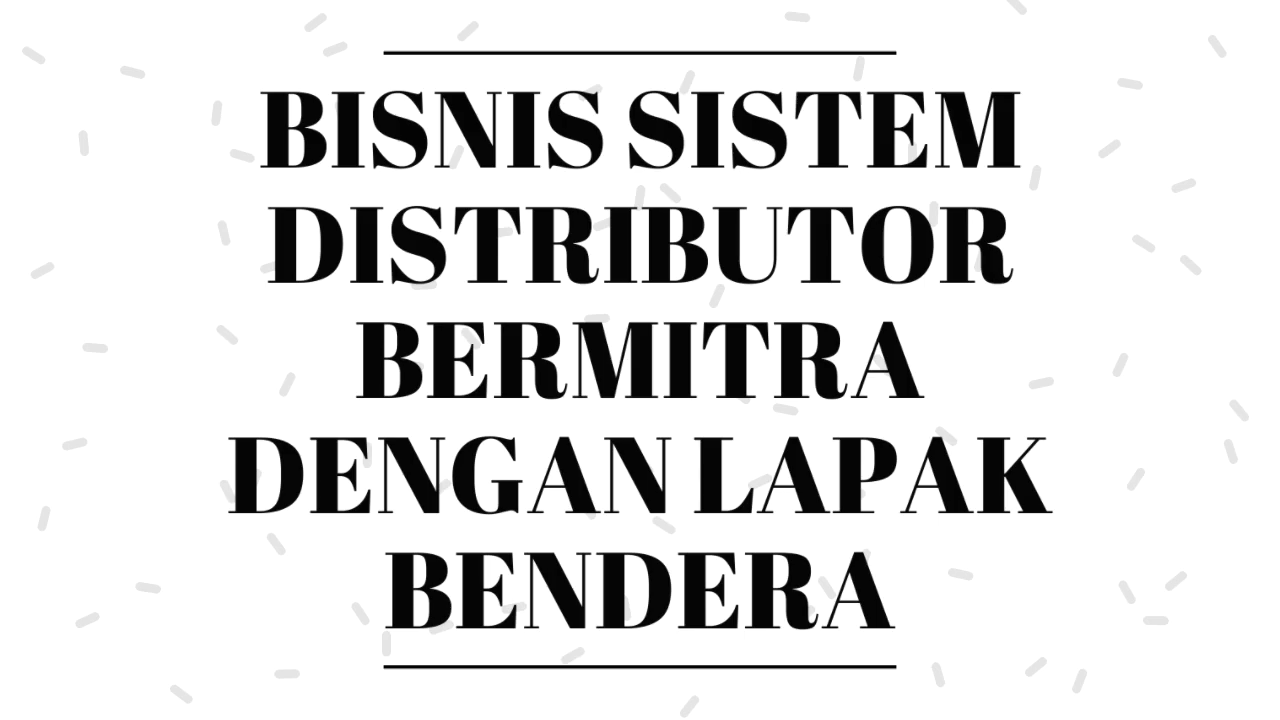 BISNIS SISTEM
DISTRIBUTOR
BERMITRA
DENGAN LAPAK
BENDERA